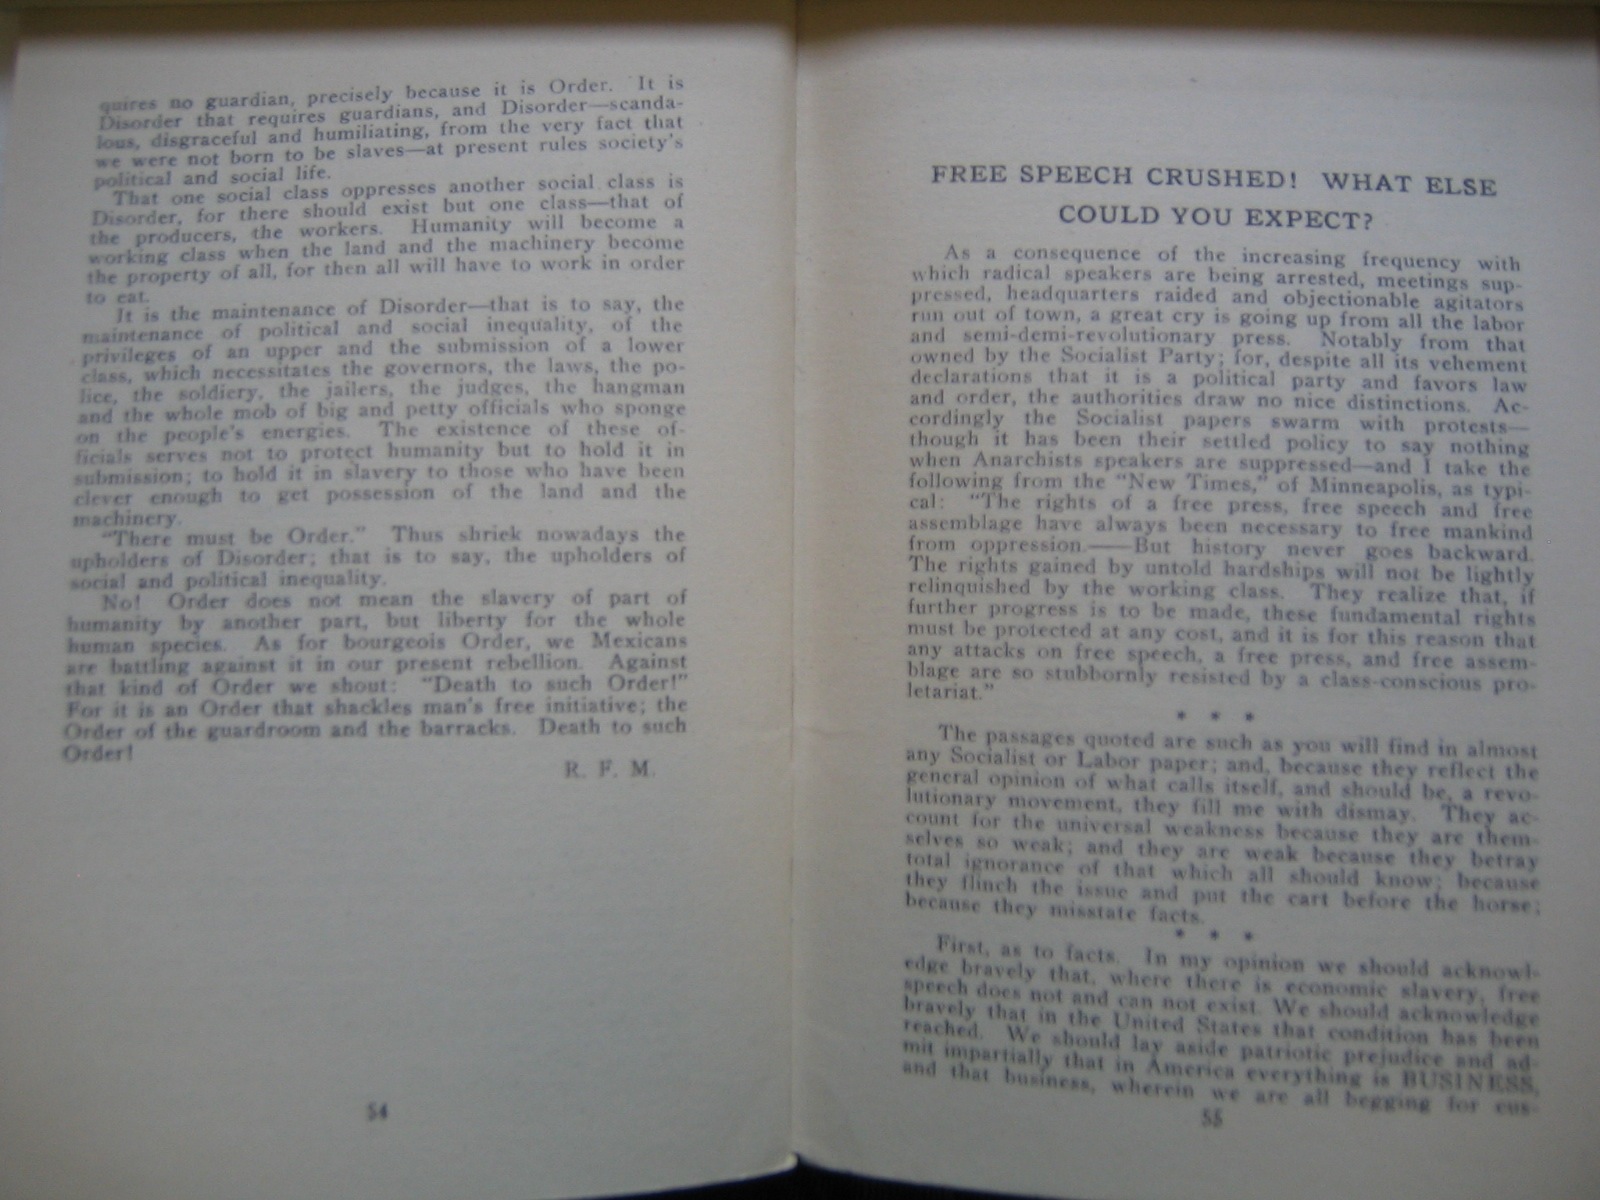 quires no guardian, precisely because it is Order. It is
Disorder that requires guardians, and Disorder—scanda-
lous, disgraceful and humiliating, from the very fact that
we were not born to be slaves—at present rules society's
political and social life.
That one social class oppresses another social class is
Disorder, for there should exist but one class—that of
the producers, the workers. Humanity will become a
working class when the land and the machinery become
the property of all, for then all will have to work in order
to eat.
It is the maintenance of Disorder—that is to say, the
maintenance of political and social inequality, of the
privileges of an upper and the submission of a lower
class, which necessitates the governors, the laws, the po-
lice, the soldiery, the jailers, the judges, the hangman
and the whole mob of big and petty officials who sponge
on the people's energies. The existence of these of-
ficials serves not to protect humanity but to hold it in
submission; to hold it in slavery to those who have been
clever enough to get possession of the land and the
machinery.
"There must be Order." Thus shriek nowadays the
upholders of Disorder; that is to say, the upholders of
social and political inequality.
No! Order does not mean the slavery of part of
humanity by another part, but liberty for the whole
human species. As for bourgeois Order, we Mexicans
are battling against it in our present rebellion. Against
that kind of Order we shout: "Death to such Order!"
For it is an Order that shackles man's free initiative; the
Order of the guardroom and the barracks. Death to such
Order!
R. F. M.
54
FREE SPEECH CRUSHED! WHAT ELSE
COULD YOU EXPECT?
As a consequence of the increasing frequency with
which radical speakers are being arrested, meetings sup-
pressed, headquarters raided and objectionable agitators
run out of town, a great cry is going up from all the labor
and semi-demi-revolutionary press. Notably from that
owned by the Socialist Party; for, despite all its vehement
declarations that it is a political party and favors law
and order, the authorities draw no nice distinctions. Ac-
cordingly the Socialist papers swarm with protests—
though it has been their settled policy to say nothing
when Anarchists speakers are suppressed—and I take the
following from the "New Times," of Minneapolis, as typi-
cal: "The rights of a free press, free speech and free
assemblage have always been necessary to free mankind
from oppression.——But history never goes backward.
The rights gained by untold hardships will not be lightly
relinquished by the working class. They realize that, if
further progress is to be made, these fundamental rights
must be protected at any cost, and it is for this reason that
any attacks on free speech, a free press, and free assem-
blage are so stubbornly resisted by a class-conscious pro-
letariat."
* * *
The passages quoted are such as you will find in almost
any Socialist or Labor paper; and, because they reflect the
general opinion of what calls itself, and should be, a revo-
lutionary movement, they fill me with dismay. They ac-
count for the universal weakness because they are them-
selves so weak; and they are weak because they betray
total ignorance of that which all should know; because
they flinch the issue and put the cart before the horse;
because they misstate facts.
* * *
First, as to facts. In my opinion we should acknowl-
edge bravely that, where there is economic slavery, free
speech does not and can not exist. We should acknowledge
bravely that in the United States that condition has been
reached. We should lay aside patriotic prejudice and ad-
mit impartially that in America everything is BUSINESS,
and that business, wherein we are all begging for cus-
55